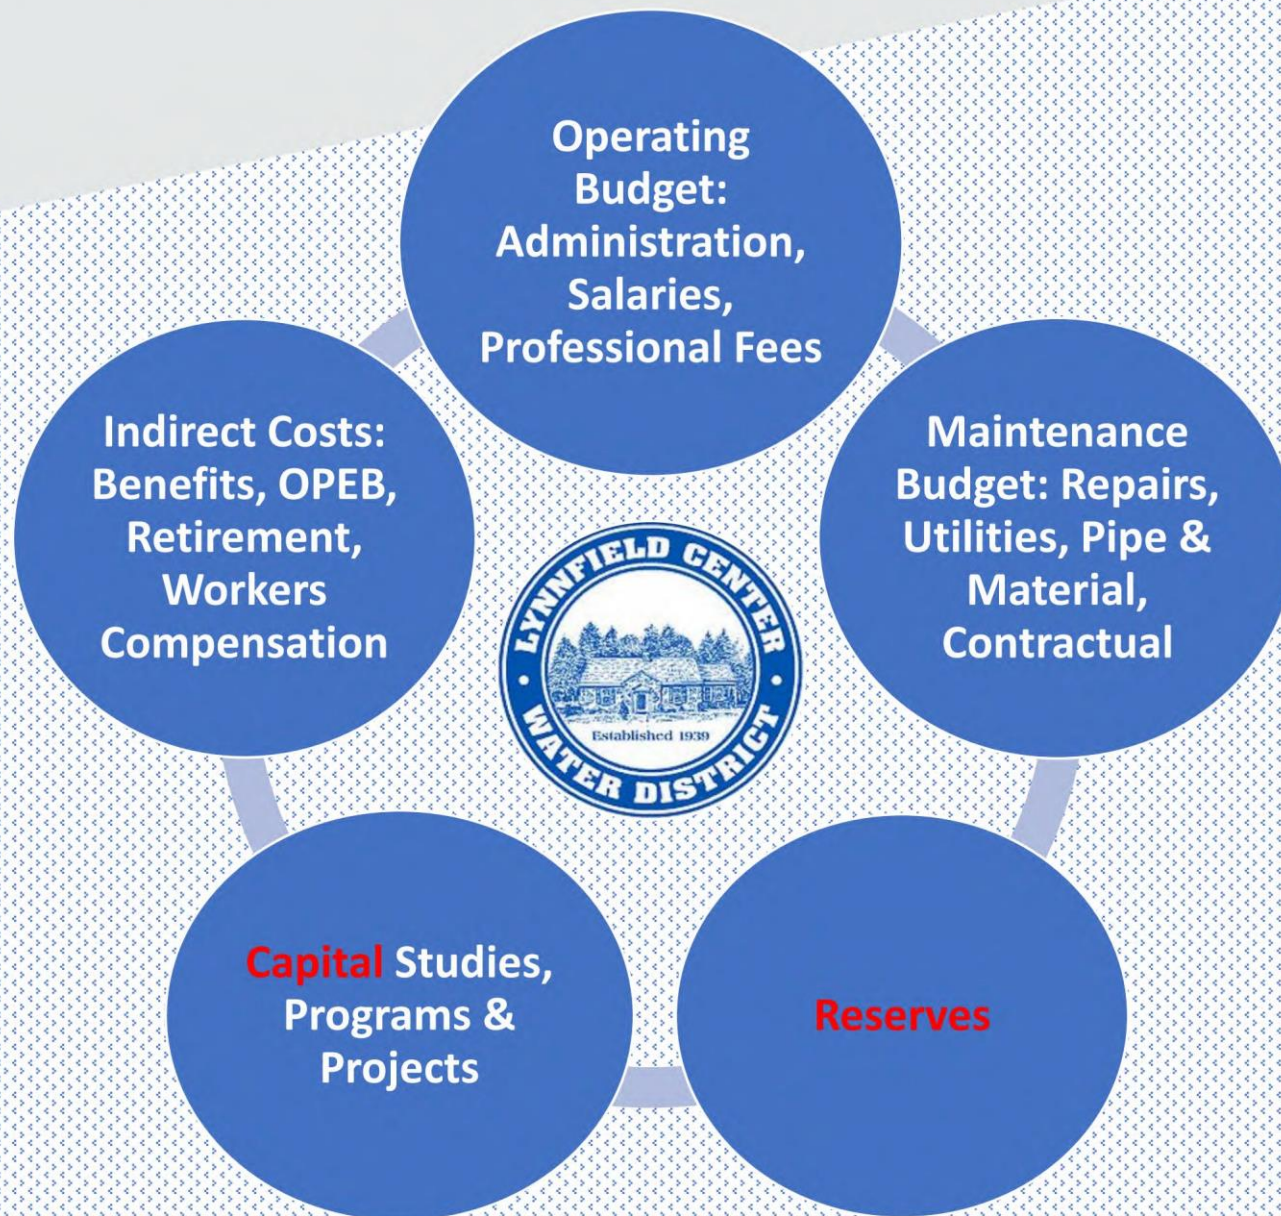 Operating
Budget:
Administration,
Salaries,
Professional Fees
Maintenance
Budget: Repairs,
Utilities, Pipe &
Material,
Contractual
Reserves
Capital Studies,
Programs &
Projects
Indirect Costs:
Benefits, OPEB,
Retirement,
Workers
Compensation
LYNNFIELD CENTER
WATER DISTRICT
Established 1939